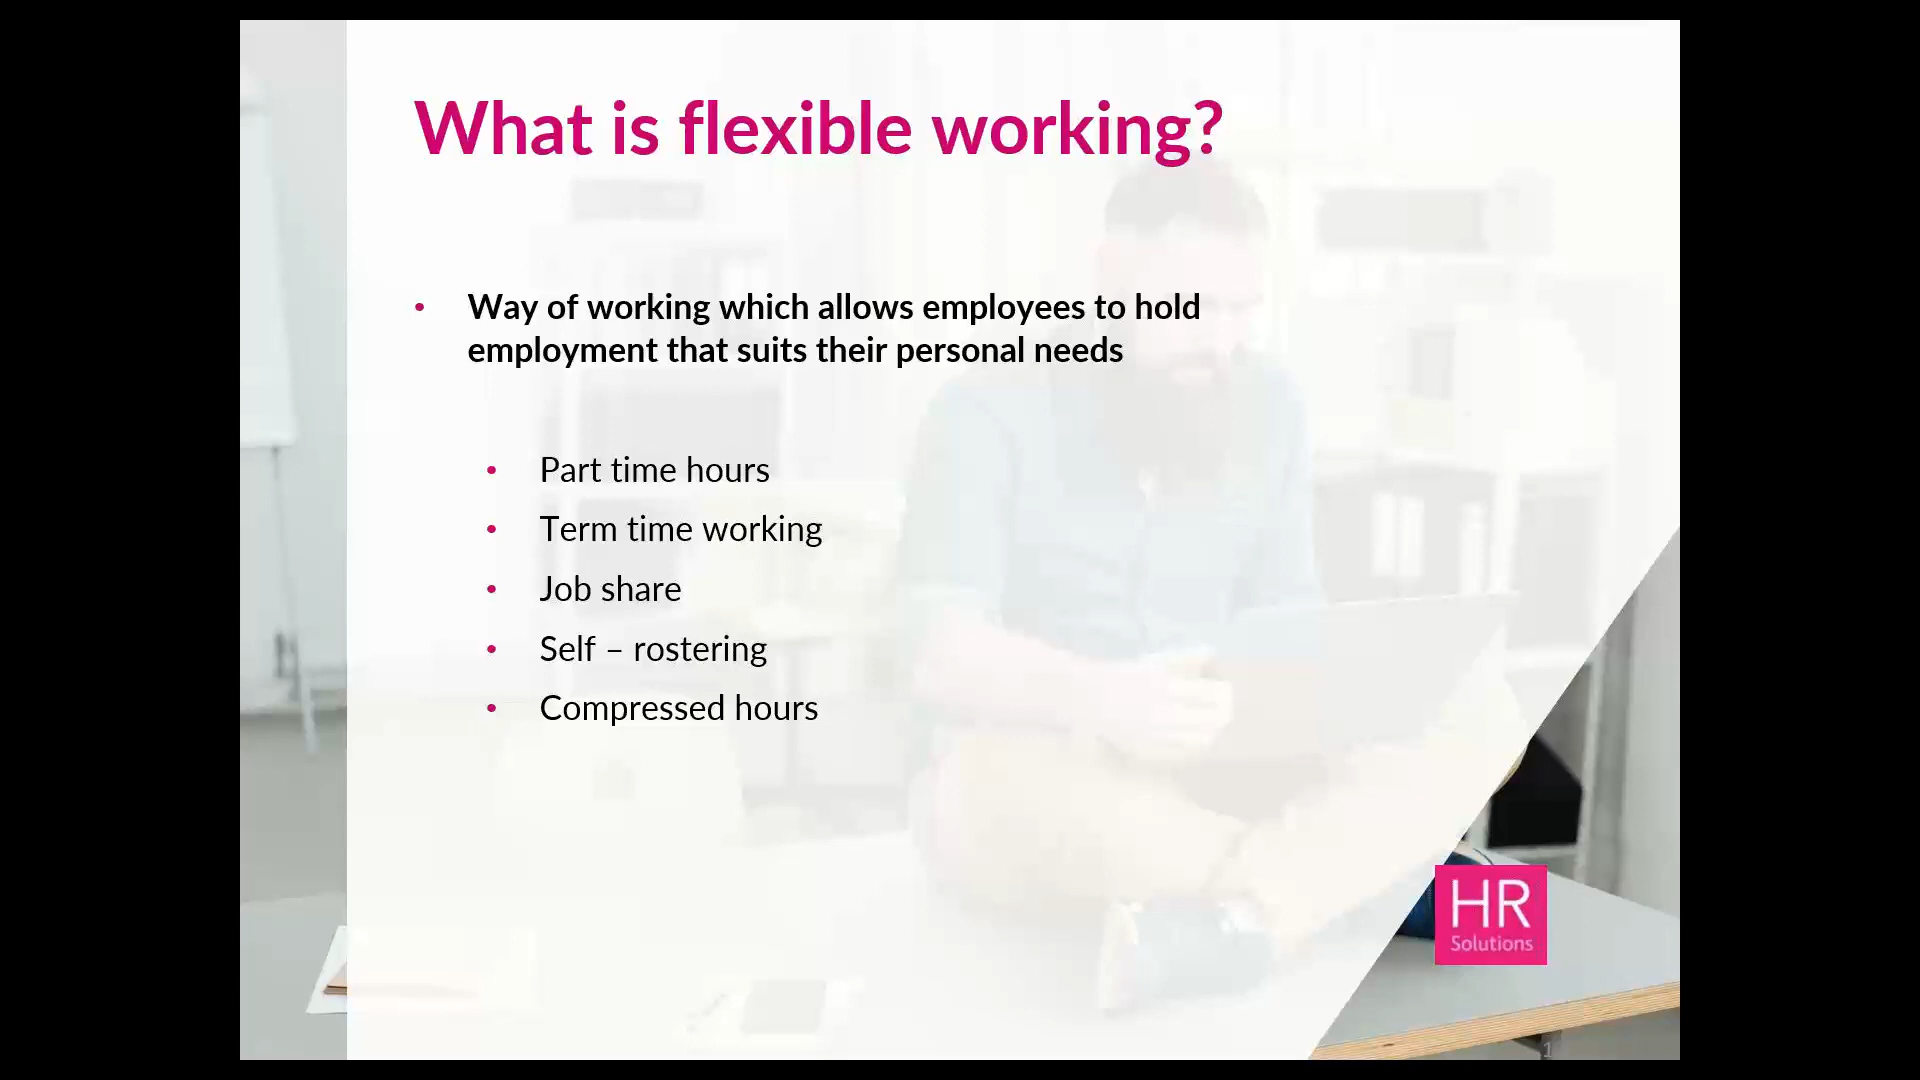 What is flexible working?
• Way of working which allows employees to hold
employment that suits their personal needs
• Part time hours
• Term time working
• Job share
• Self – rostering
• Compressed hours
HR
Solutions
1